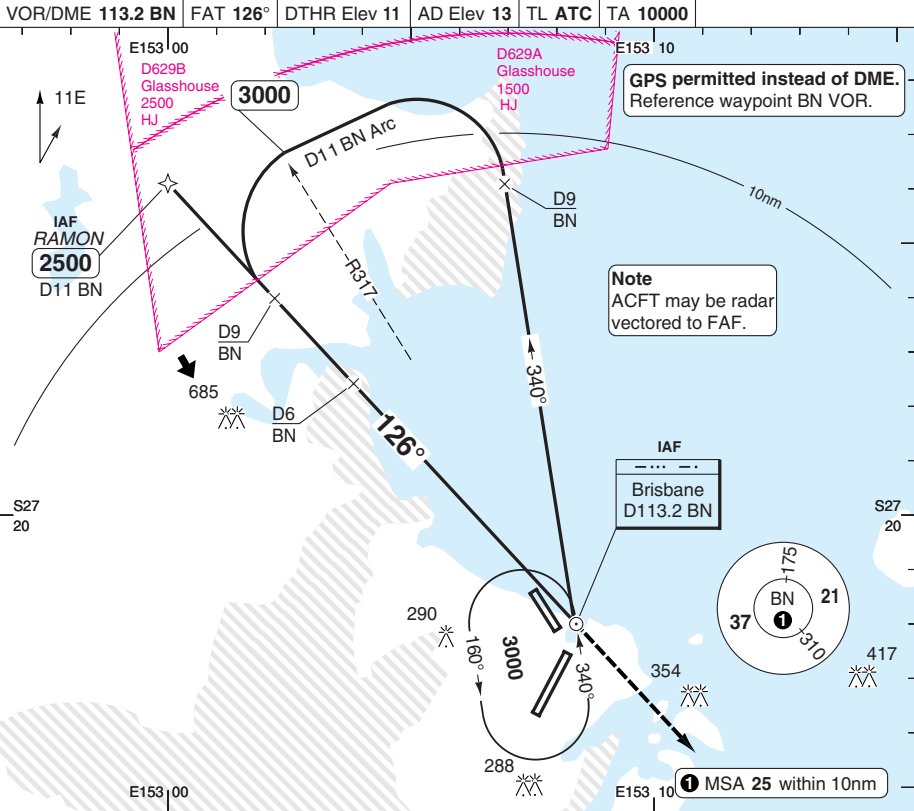 VOR/DME 113.2 BN FAT 126° DTHR Elev 11 AD Elev 13 TL ATC TA 10000
E153 00
E153 10
D629B
Glasshouse
2500
HJ
D629A
Glasshouse
1500
HJ
GPS permitted instead of DME.
Reference waypoint BN VOR.
3000
11E
D11 BN Arc
10nm
D9
BN
IAF
RAMON
2500
D11 BN
R317
Note
ACFT may be radar
vectored to FAF.
D9
BN
685
D6
BN
340°
126°
IAF
Brisbane
D113.2 BN
S27
20
S27
20
175
BN
1
21
37
310
290
160°
3000
340°
354
417
288
E153 00
E153 10
1 MSA 25 within 10nm